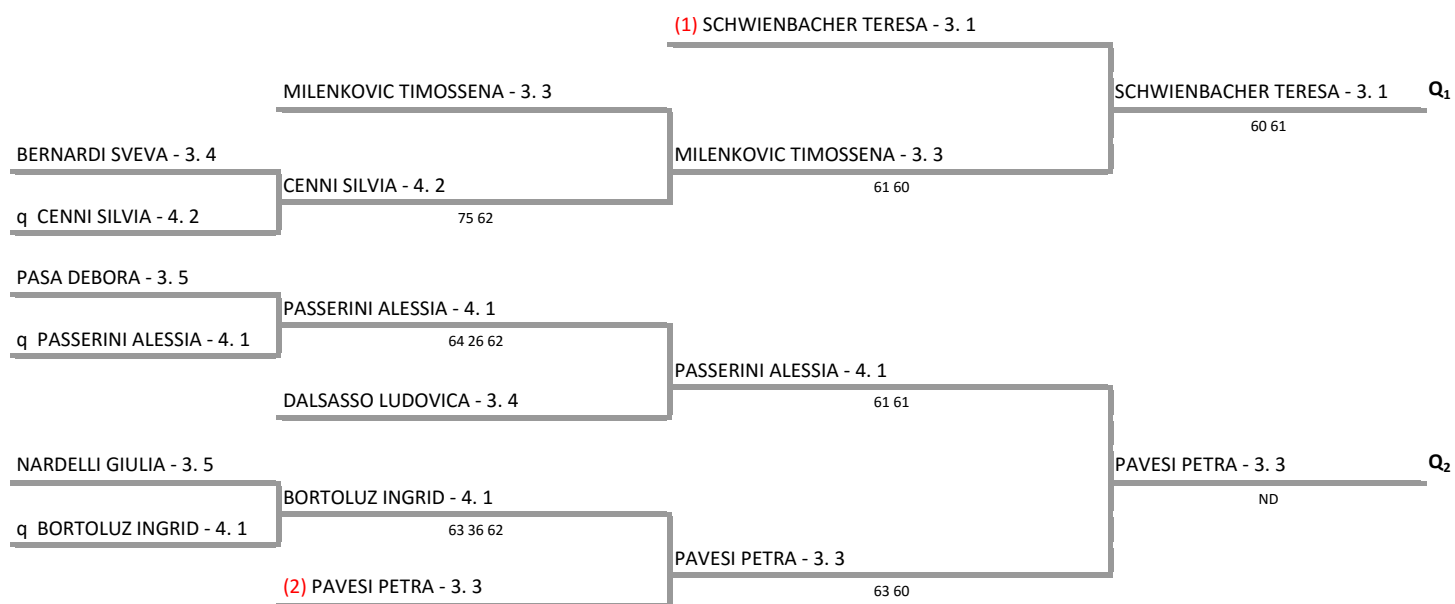 (1) SCHWIENBACHER TERESA - 3. 1
MILENKOVIC TIMOSSENA - 3. 3
SCHWIENBACHER TERESA - 3. 1
Q1
60 61
BERNARDI SVEVA - 3. 4
MILENKOVIC TIMOSSENA - 3. 3
CENNI SILVIA - 4. 2
61 60
q CENNI SILVIA - 4. 2
75 62
PASA DEBORA - 3. 5
PASSERINI ALESSIA - 4. 1
q PASSERINI ALESSIA - 4. 1
64 26 62
PASSERINI ALESSIA - 4. 1
DALSASSO LUDOVICA - 3. 4
61 61
NARDELLI GIULIA - 3. 5
PAVESI PETRA - 3. 3
Q2
BORTOLUZ INGRID - 4. 1
ND
q BORTOLUZ INGRID - 4. 1
63 36 62
PAVESI PETRA - 3. 3
(2) PAVESI PETRA - 3. 3
63 60